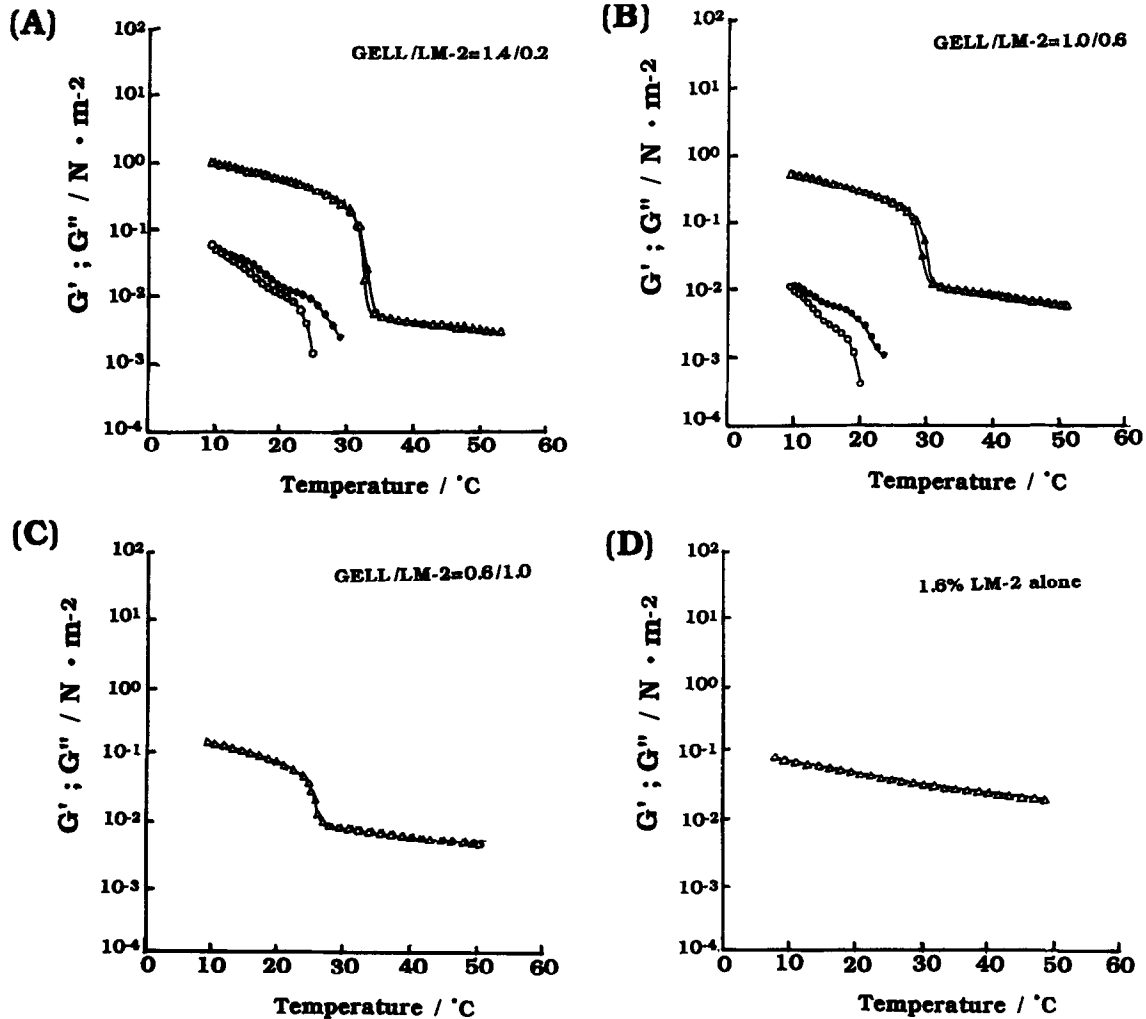 (A)
GELL/LM-2=1.4/0.2
G' ; G" / N • m-2
10²
10¹
10⁰
10-¹
10-²
10-³
10-⁴
0 10 20 30 40 50 60
Temperature / °C
(B)
GELL/LM-2=1.0/0.6
G' ; G" / N • m-2
10²
10¹
10⁰
10-¹
10-²
10-³
10-⁴
0 10 20 30 40 50 60
Temperature / °C
(C)
GELL/LM-2=0.6/1.0
G' ; G" / N • m-2
10²
10¹
10⁰
10-¹
10-²
10-³
10-⁴
0 10 20 30 40 50 60
Temperature / °C
(D)
1.6% LM-2 alone
G' ; G" / N • m-2
10²
10¹
10⁰
10-¹
10-²
10-³
10-⁴
0 10 20 30 40 50 60
Temperature / °C